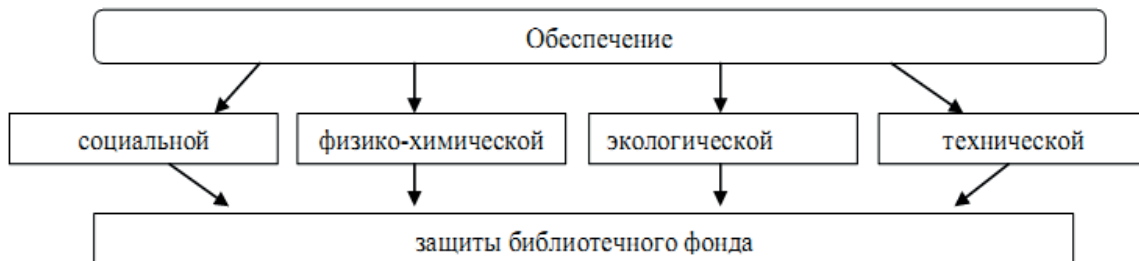 Обеспечение
социальной
физико-химической
экологической
технической
защиты библиотечного фонда